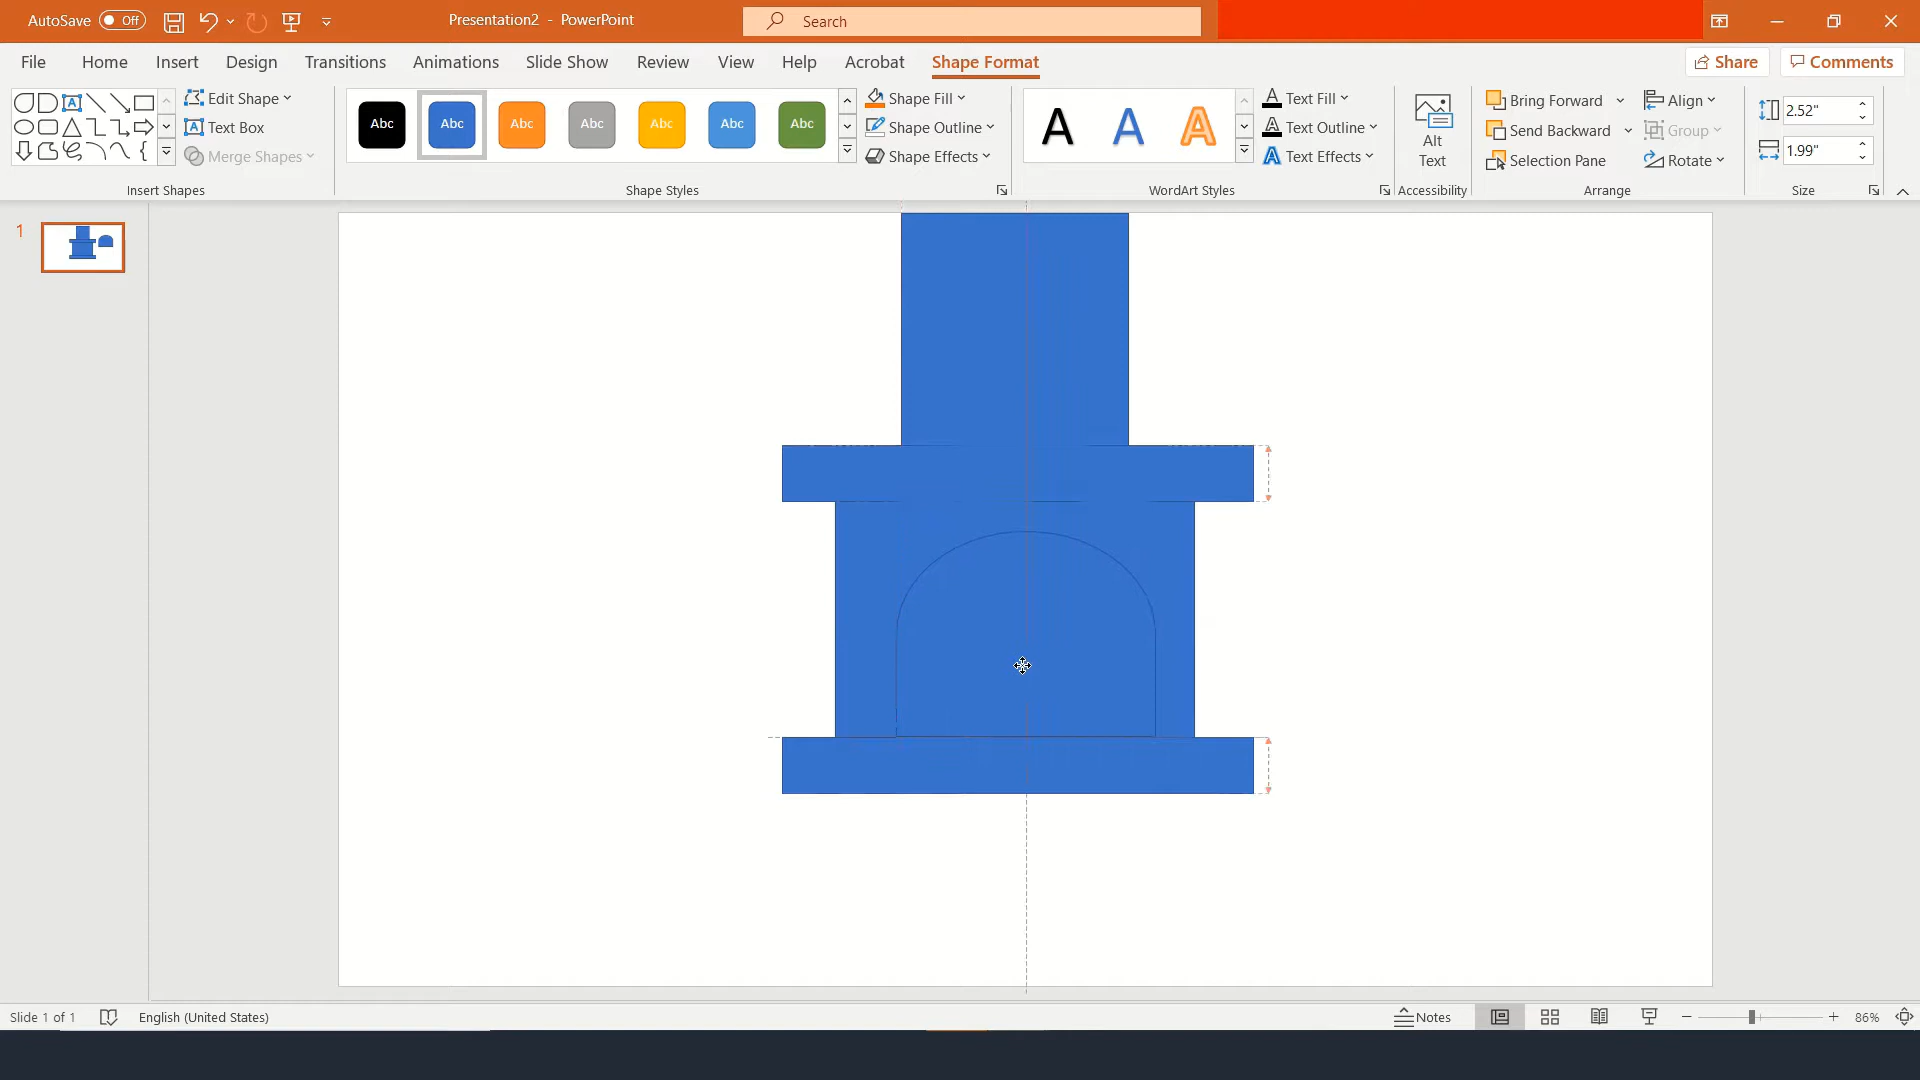 AutoSave Off Presentation2 - PowerPoint Search
File Home Insert Design Transitions Animations Slide Show Review View Help Acrobat Shape Format Share Comments
Edit Shape
Text Box
Merge Shapes
Insert Shapes
Abc Abc Abc Abc Abc Abc Abc
Shape Fill
Shape Outline
Shape Effects
Shape Styles
A A A
Text Fill
Text Outline
Text Effects
WordArt Styles
Alt
Text
Accessibility
Bring Forward
Send Backward
Selection Pane
Align
Group
Rotate
Arrange
2.52"
1.99"
Size
1
Slide 1 of 1 English (United States) Notes 86%